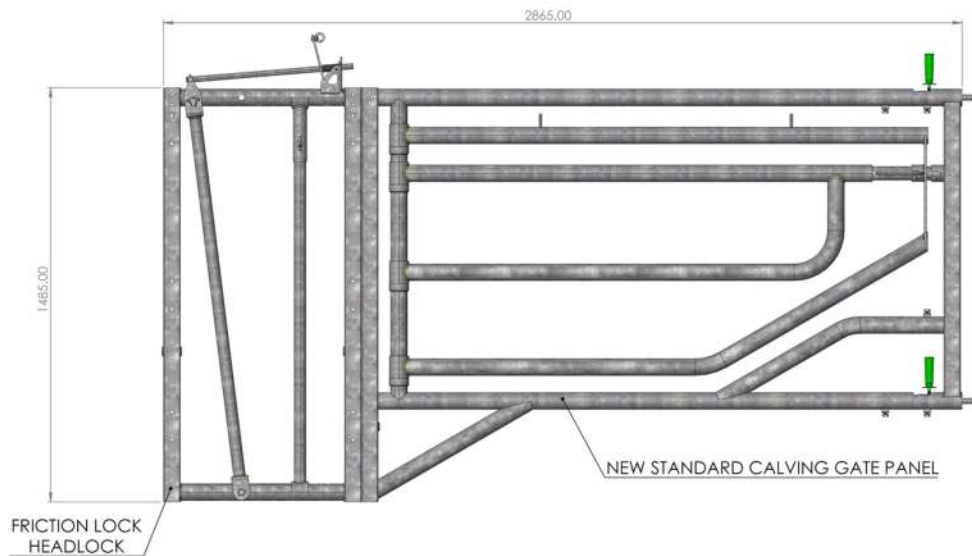 2865.00
1485.00
NEW STANDARD CALVING GATE PANEL
FRICTION LOCK
HEADLOCK